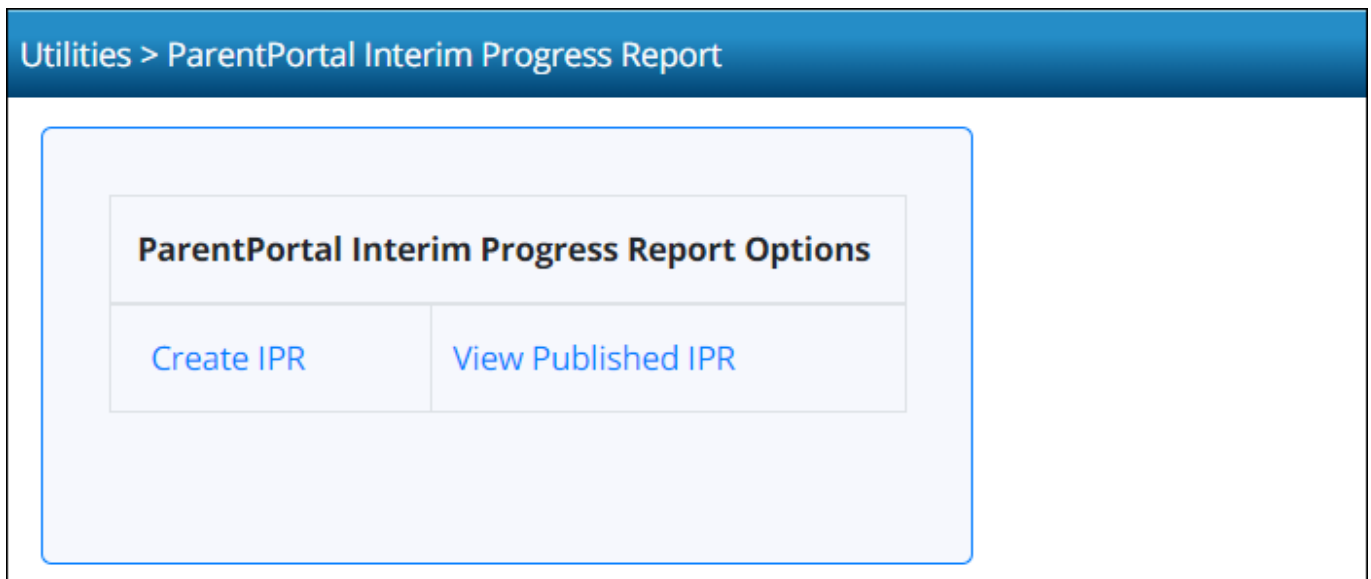 Utilities > ParentPortal Interim Progress Report
ParentPortal Interim Progress Report Options
Create IPR View Published IPR